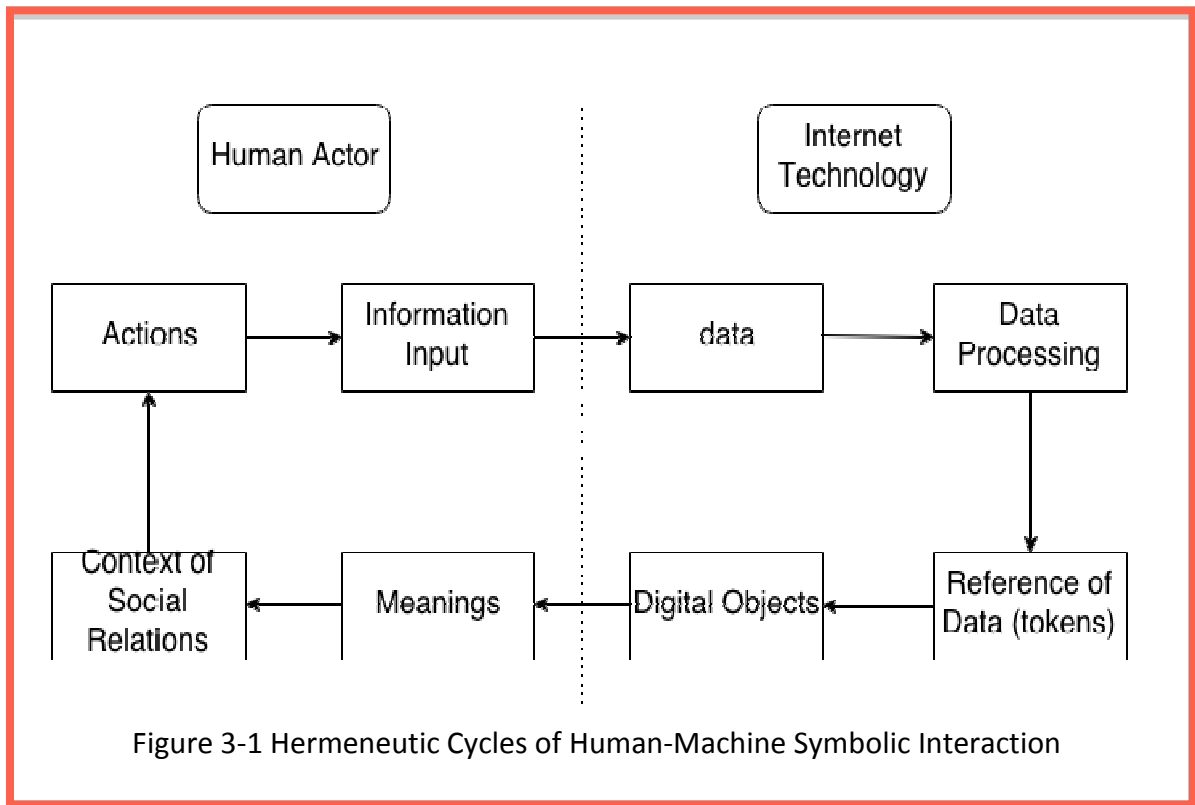 Human Actor
Internet
Technology
Actions
Information
Input
data
Data
Processing
Context of
Social
Relations
Meanings
Digital Objects
Reference of
Data (tokens)
Figure 3-1 Hermeneutic Cycles of Human-Machine Symbolic Interaction